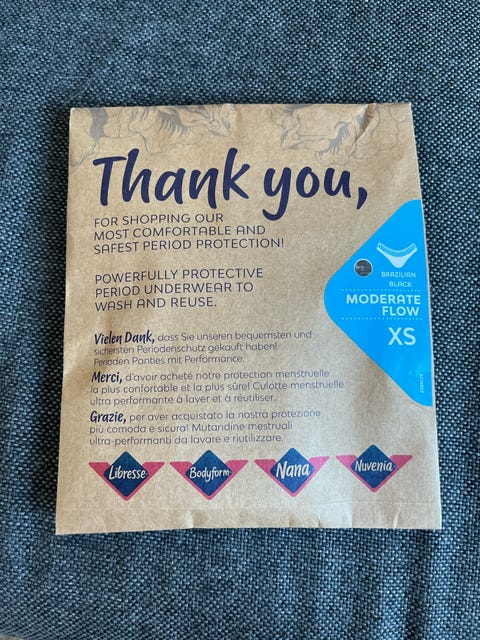 Thank you,
FOR SHOPPING OUR
MOST COMFORTABLE AND
SAFEST PERIOD PROTECTION!
POWERFULLY PROTECTIVE
PERIOD UNDERWEAR TO
WASH AND REUSE.
BRAZILIAN
BLACK
MODERATE
FLOW
XS
Vielen Dank, dass Sie unseren bequemsten und
sichersten Periodenschutz gekauft haben!
Perioden Panties mit Performance.
Merci, d'avoir acheté notre protection menstruelle
la plus confortable et la plus sûre! Culotte menstruelle
ultra performante à laver et à réutiliser.
Grazie, per aver acquistato la nostra protezione
più comoda e sicura! Mutandine mestruali
ultra-performanti da lavare e riutilizzare.
Libresse
Bodyform
Nana
Nuvenia